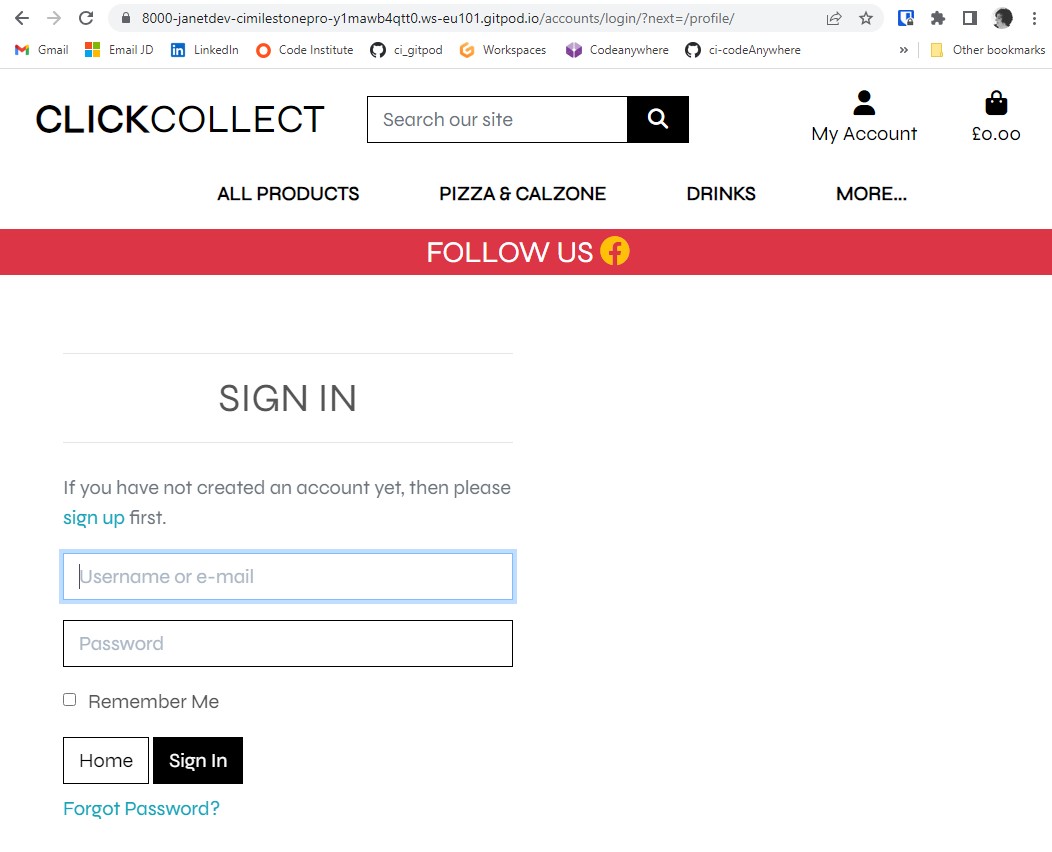 8000-janetdev-cimilestonepro-y1mawb4qtt0.ws-eu101.gitpod.io/accounts/login/?next=/profile/
Gmail Email JD LinkedIn Code Institute ci_gitpod Workspaces Codeanywhere ci-codeAnywhere » Other bookmarks
CLICKCOLLECT Search our site My Account £0.00
ALL PRODUCTS PIZZA & CALZONE DRINKS MORE...
FOLLOW US
SIGN IN
If you have not created an account yet, then please
sign up first.
Username or e-mail
Password
Remember Me
Home Sign In
Forgot Password?